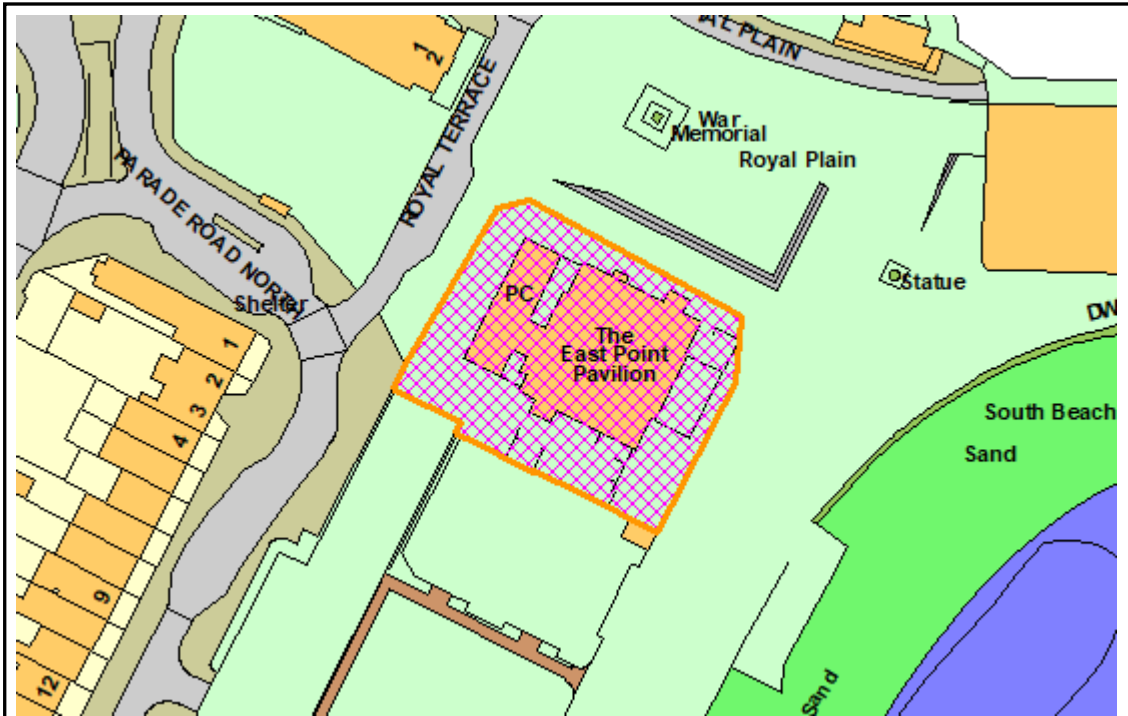 1
2
AL PLAIN
ROYAL TERRACE
War
Memorial
Royal Plain
PARADE ROAD NORTH
Shelter
PC
The
East Point
Pavilion
Statue
DW
1
2
3
4
South Beach
Sand
9
12
Sand